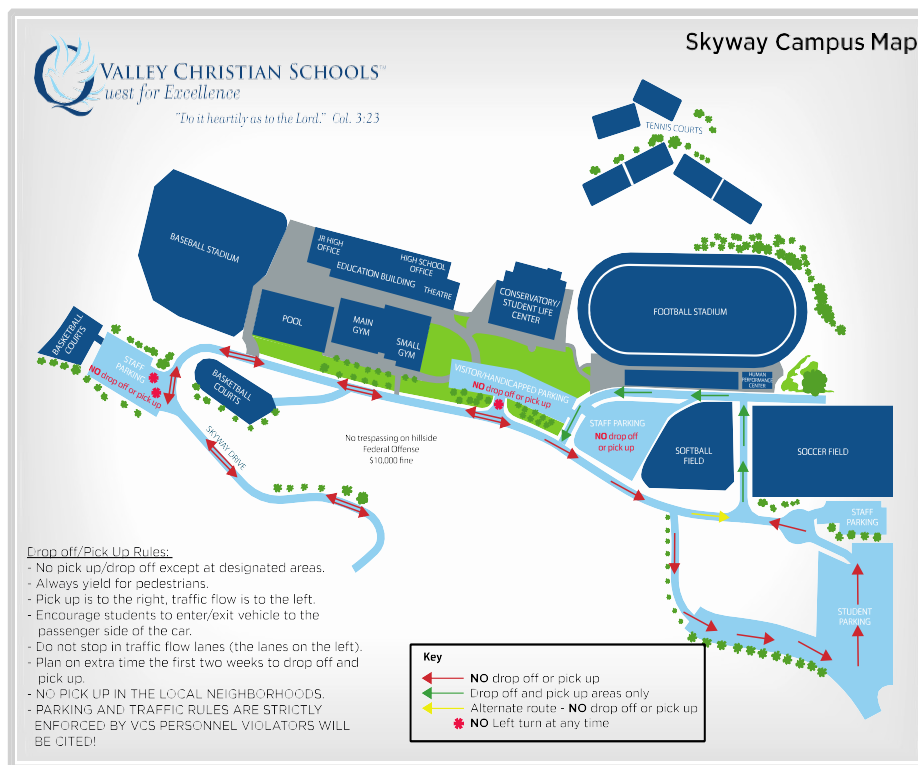 Skyway Campus Map
VALLEY CHRISTIAN SCHOOLS™
Quest for Excellence
"Do it heartily as to the Lord." Col. 3:23
TENNIS COURTS
BASEBALL STADIUM
JR HIGH
OFFICE
HIGH SCHOOL
OFFICE
EDUCATION BUILDING
THEATRE
CONSERVATORY/
STUDENT LIFE
CENTER
FOOTBALL STADIUM
POOL
MAIN
GYM
SMALL
GYM
BASKETBALL
COURTS
STAFF
PARKING
NO drop off or pick up
BASKETBALL
COURTS
VISITOR/HANDICAPPED PARKING
NO drop off or pick up
HUMAN
PERFORMANCE
CENTER
STAFF PARKING
NO drop off
or pick up
SOFTBALL
FIELD
SOCCER FIELD
SKYWAY DRIVE
No trespassing on hillside
Federal Offense
$10,000 fine
STAFF
PARKING
STUDENT
PARKING
Drop off/Pick Up Rules:
- No pick up/drop off except at designated areas.
- Always yield for pedestrians.
- Pick up is to the right, traffic flow is to the left.
- Encourage students to enter/exit vehicle to the
passenger side of the car.
- Do not stop in traffic flow lanes (the lanes on the left).
- Plan on extra time the first two weeks to drop off and
pick up.
- NO PICK UP IN THE LOCAL NEIGHBORHOODS.
- PARKING AND TRAFFIC RULES ARE STRICTLY
ENFORCED BY VCS PERSONNEL VIOLATORS WILL
BE CITED!
Key
NO drop off or pick up
Drop off and pick up areas only
Alternate route - NO drop off or pick up
NO Left turn at any time